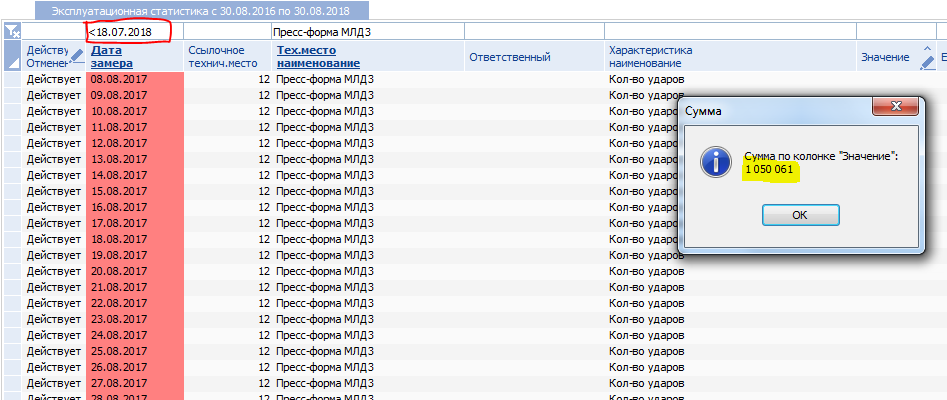 Эксплуатационная статистика с 30.08.2016 по 30.08.2018
<18.07.2018 Пресс-форма МЛД3
Действу Отменен Дата замера Ссылочное технич.место Тех.место наименование Ответственный Характеристика наименование Значение Е
Действует 08.08.2017 12 Пресс-форма МЛД3 Кол-во ударов
Действует 09.08.2017 12 Пресс-форма МЛД3 Кол-во ударов
Действует 10.08.2017 12 Пресс-форма МЛД3 Кол-во ударов
Действует 11.08.2017 12 Пресс-форма МЛД3 Кол-во ударов
Действует 12.08.2017 12 Пресс-форма МЛД3 Кол-во ударов
Действует 13.08.2017 12 Пресс-форма МЛД3 Кол-во ударов
Действует 14.08.2017 12 Пресс-форма МЛД3 Кол-во ударов
Действует 15.08.2017 12 Пресс-форма МЛД3 Кол-во ударов
Действует 16.08.2017 12 Пресс-форма МЛД3 Кол-во ударов
Действует 17.08.2017 12 Пресс-форма МЛД3 Кол-во ударов
Действует 18.08.2017 12 Пресс-форма МЛД3 Кол-во ударов
Действует 19.08.2017 12 Пресс-форма МЛД3 Кол-во ударов
Действует 20.08.2017 12 Пресс-форма МЛД3 Кол-во ударов
Действует 21.08.2017 12 Пресс-форма МЛД3 Кол-во ударов
Действует 22.08.2017 12 Пресс-форма МЛД3 Кол-во ударов
Действует 23.08.2017 12 Пресс-форма МЛД3 Кол-во ударов
Действует 24.08.2017 12 Пресс-форма МЛД3 Кол-во ударов
Действует 25.08.2017 12 Пресс-форма МЛД3 Кол-во ударов
Действует 26.08.2017 12 Пресс-форма МЛД3 Кол-во ударов
Действует 27.08.2017 12 Пресс-форма МЛД3 Кол-во ударов
Действует 28.08.2017 12 Пресс-форма МЛД3 Кол-во ударов
Сумма
Сумма по колонке "Значение":
1 050 061
OK